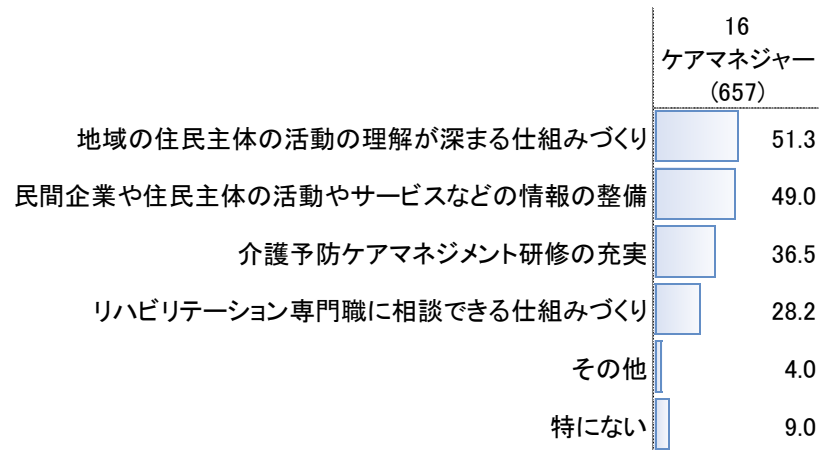 16
ケアマネジャー
(657)
地域の住民主体の活動の理解が深まる仕組みづくり 51.3
民間企業や住民主体の活動やサービスなどの情報の整備 49.0
介護予防ケアマネジメント研修の充実 36.5
リハビリテーション専門職に相談できる仕組みづくり 28.2
その他 4.0
特にない 9.0